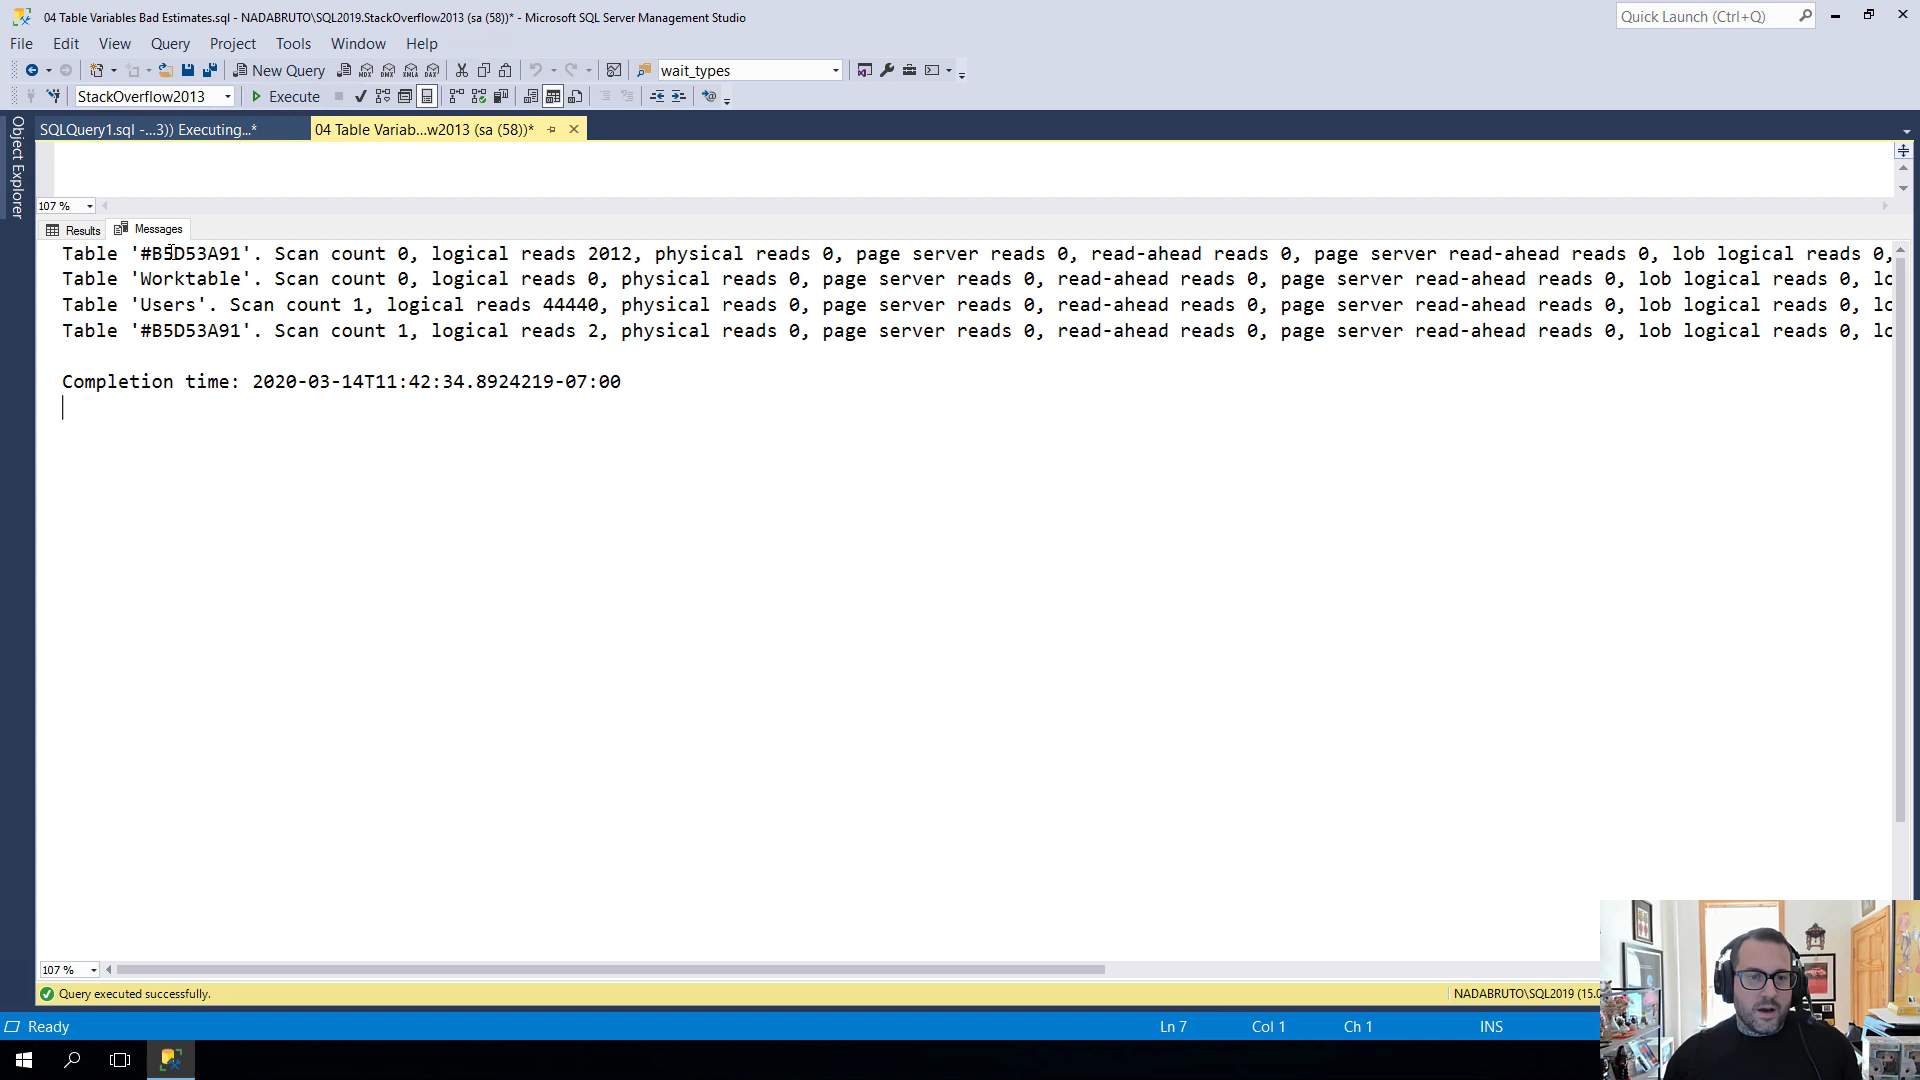 04 Table Variables Bad Estimates.sql - NADABRUTO\SQL2019.StackOverflow2013 (sa (58))* - Microsoft SQL Server Management Studio
Quick Launch (Ctrl+Q)
File Edit View Query Project Tools Window Help
New Query MDX DMX XMLA DAX wait_types
StackOverflow2013 Execute
Object Explorer
SQLQuery1.sql -...3)) Executing...*
04 Table Variab...w2013 (sa (58))*
107 %
Results Messages
Table '#B5D53A91'. Scan count 0, logical reads 2012, physical reads 0, page server reads 0, read-ahead reads 0, page server read-ahead reads 0, lob logical reads 0,
Table 'Worktable'. Scan count 0, logical reads 0, physical reads 0, page server reads 0, read-ahead reads 0, page server read-ahead reads 0, lob logical reads 0, lo
Table 'Users'. Scan count 1, logical reads 44440, physical reads 0, page server reads 0, read-ahead reads 0, page server read-ahead reads 0, lob logical reads 0, lo
Table '#B5D53A91'. Scan count 1, logical reads 2, physical reads 0, page server reads 0, read-ahead reads 0, page server read-ahead reads 0, lob logical reads 0, lo
Completion time: 2020-03-14T11:42:34.8924219-07:00
107 %
Query executed successfully.
NADABRUTO\SQL2019 (15.0
Ready
Ln 7 Col 1 Ch 1 INS